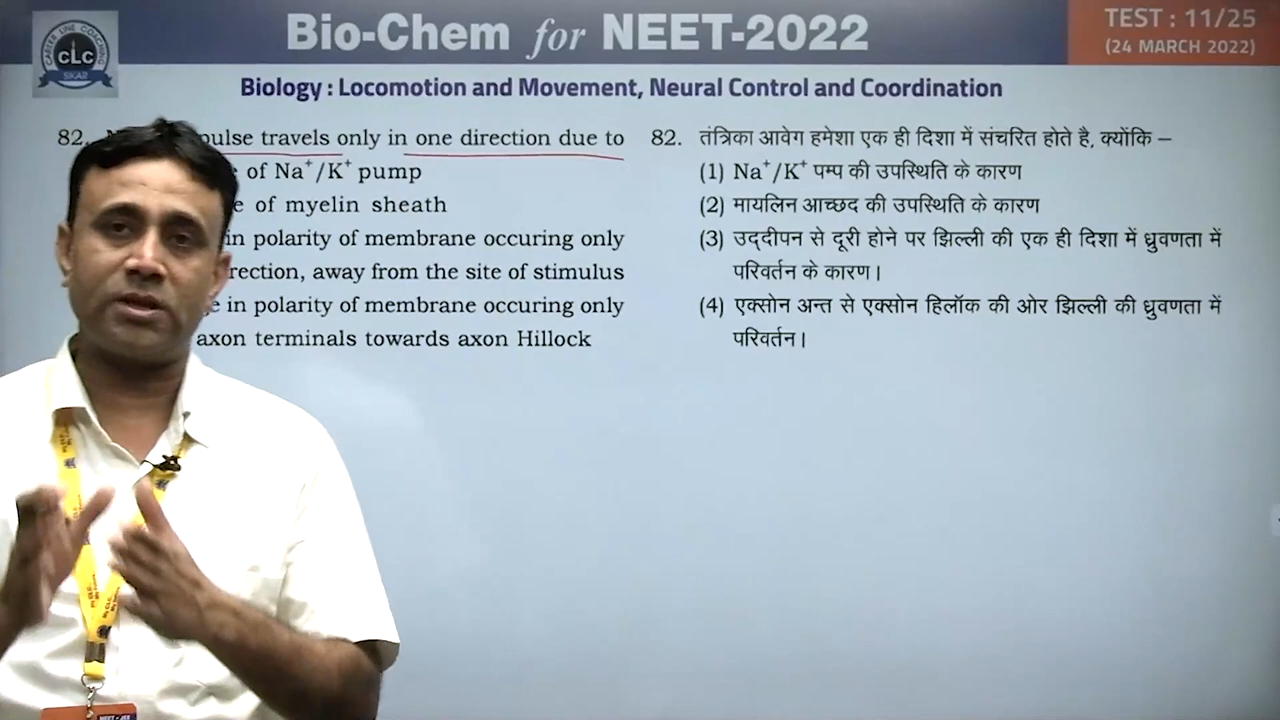 Bio-Chem for NEET-2022
TEST : 11/25
(24 MARCH 2022)
CAREER LINE COACHING
CLC
SIKAR
Biology : Locomotion and Movement, Neural Control and Coordination
82. pulse travels only in one direction due to
of Na⁺/K⁺ pump
of myelin sheath
in polarity of membrane occuring only
rection, away from the site of stimulus
in polarity of membrane occuring only
axon terminals towards axon Hillock
82. तंत्रिका आवेग हमेशा एक ही दिशा में संचरित होते है, क्योंकि –
(1) Na⁺/K⁺ पम्प की उपस्थिति के कारण
(2) मायलिन आच्छद की उपस्थिति के कारण
(3) उद्दीपन से दूरी होने पर झिल्ली की एक ही दिशा में ध्रुवणता में
परिवर्तन के कारण।
(4) एक्सोन अन्त से एक्सोन हिलॉक की ओर झिल्ली की ध्रुवणता में
परिवर्तन।
NEET - JEE